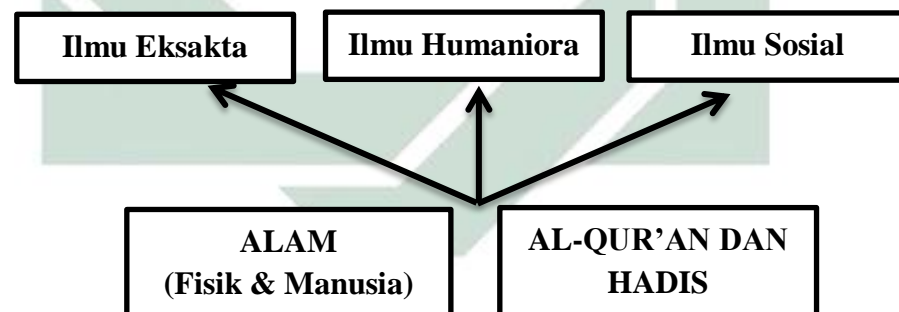 Ilmu Eksakta
Ilmu Humaniora
Ilmu Sosial
ALAM
(Fisik & Manusia)
AL-QUR’AN DAN
HADIS